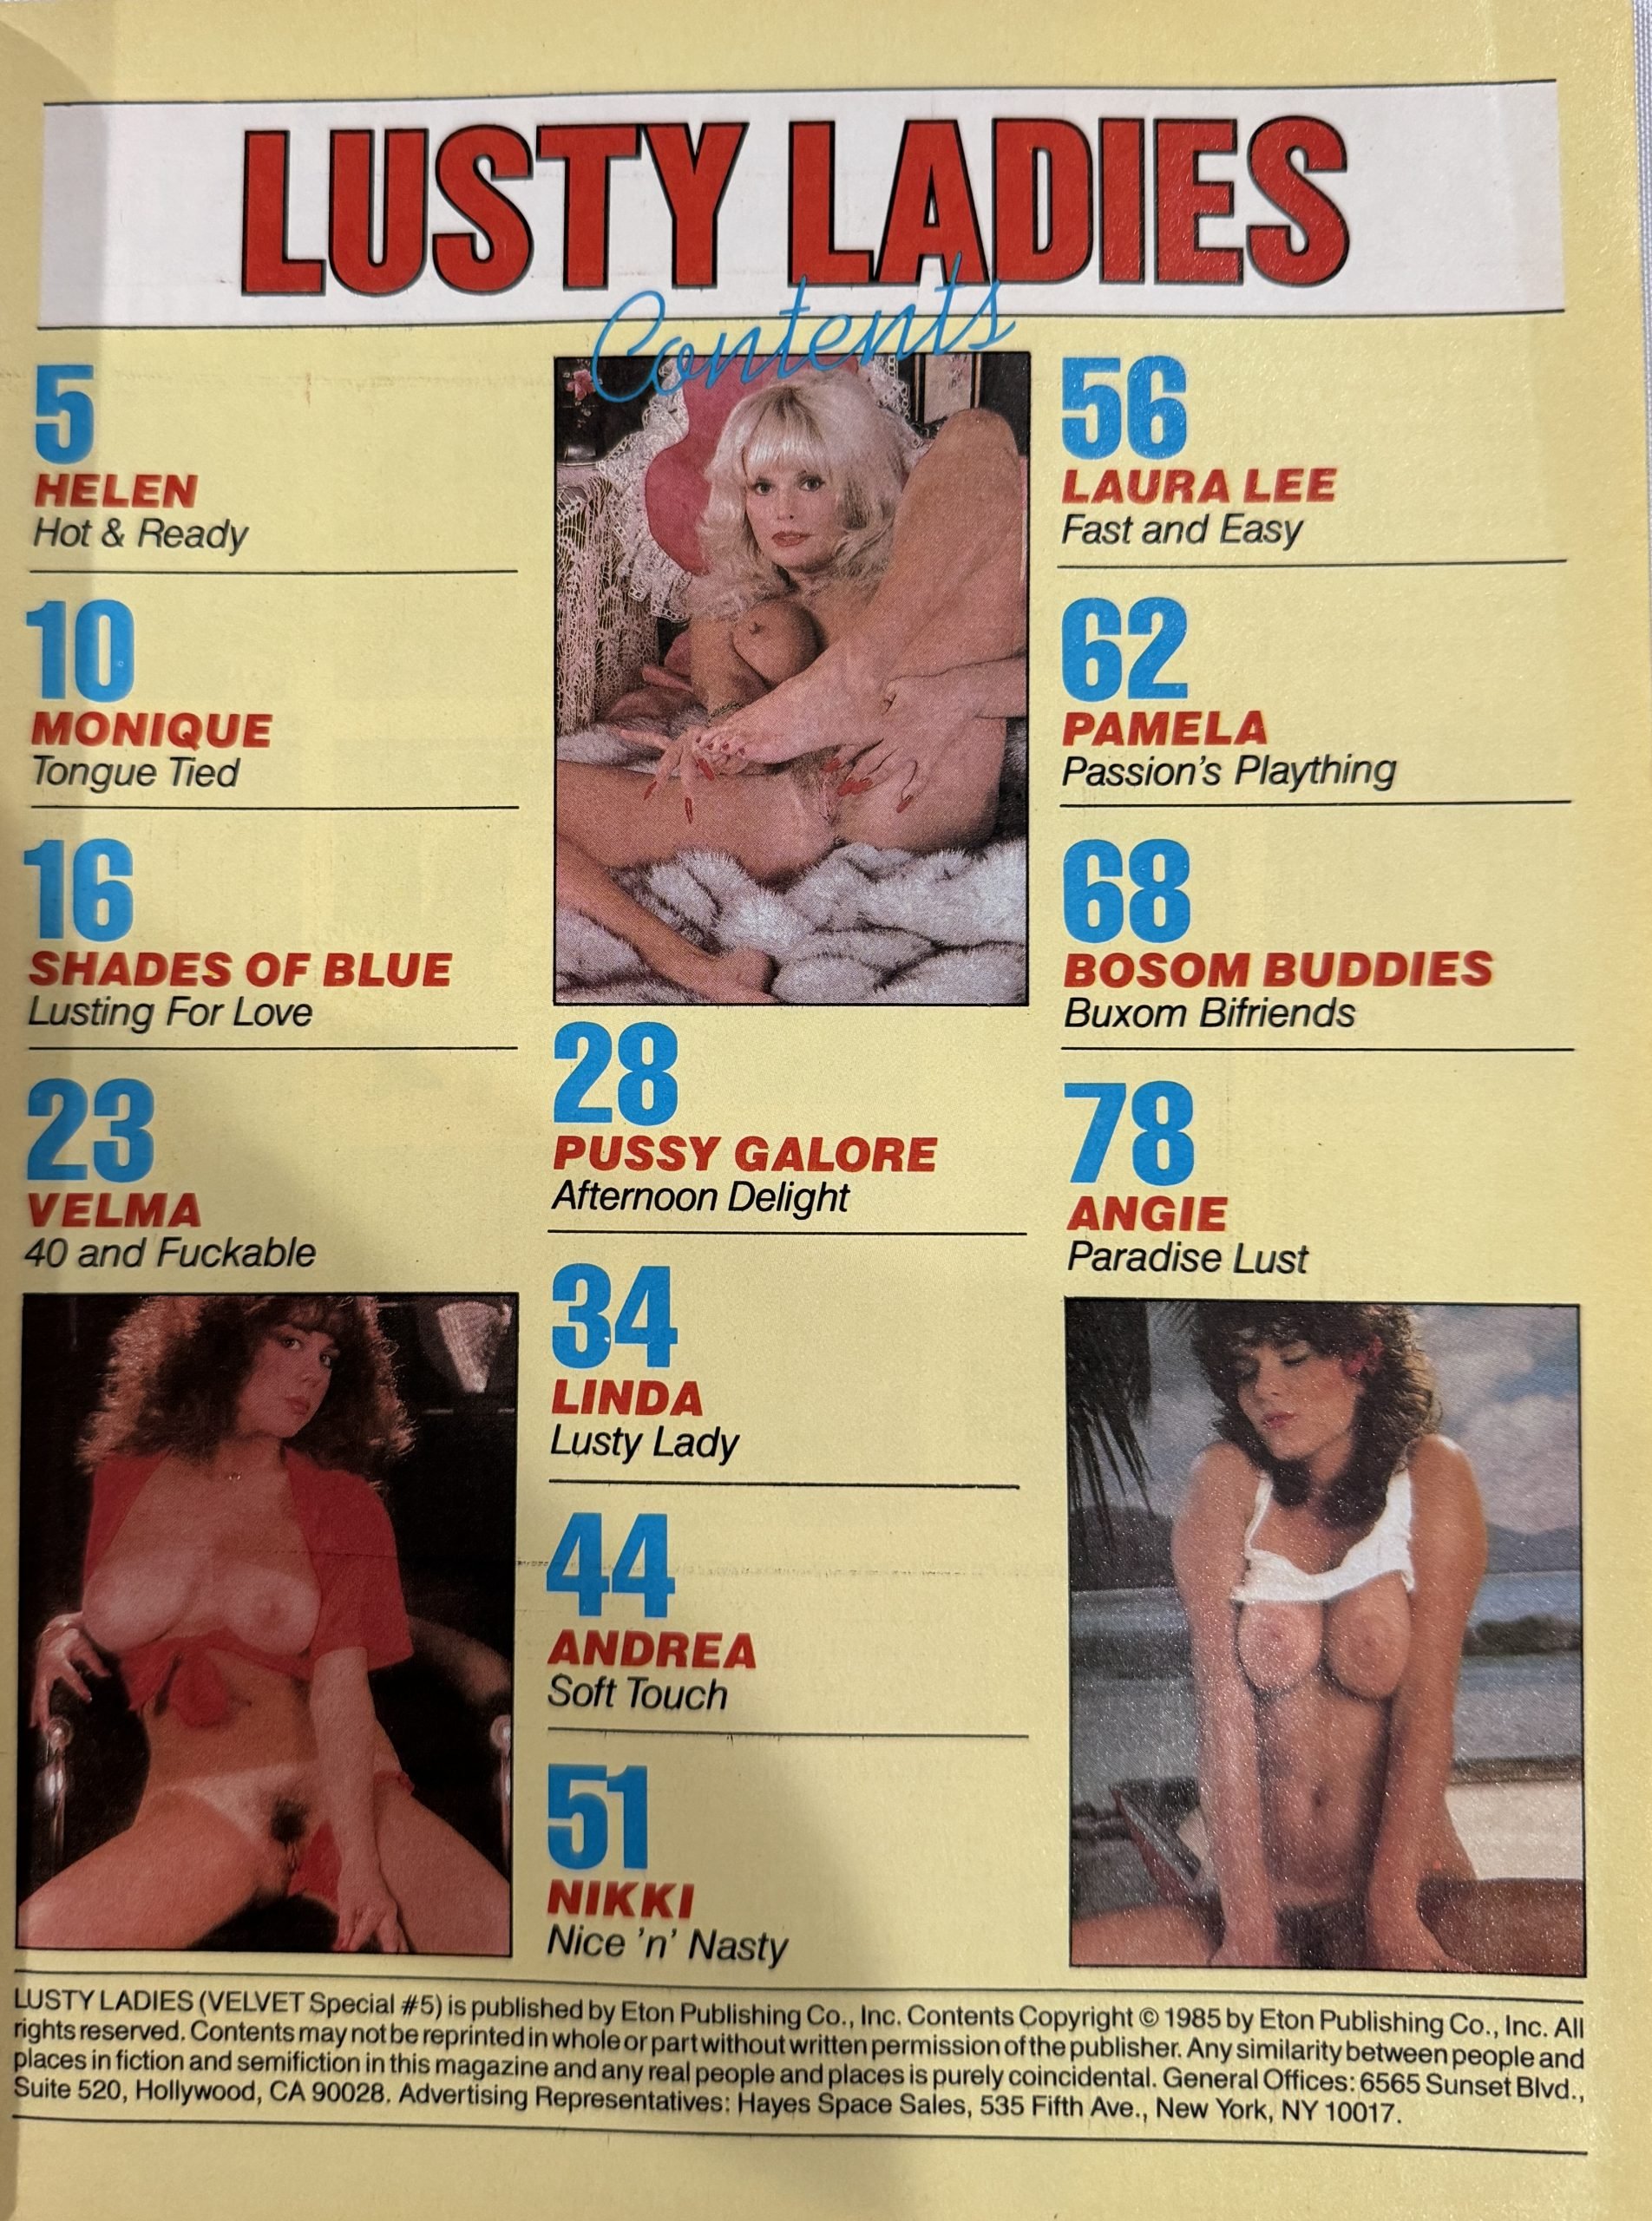 LUSTY LADIES
Contents
5
HELEN
Hot & Ready
10
MONIQUE
Tongue Tied
16
SHADES OF BLUE
Lusting For Love
23
VELMA
40 and Fuckable
28
PUSSY GALORE
Afternoon Delight
34
LINDA
Lusty Lady
44
ANDREA
Soft Touch
51
NIKKI
Nice 'n' Nasty
56
LAURA LEE
Fast and Easy
62
PAMELA
Passion's Plaything
68
BOSOM BUDDIES
Buxom Bifriends
78
ANGIE
Paradise Lust
LUSTY LADIES (VELVET Special #5) is published by Eton Publishing Co., Inc. Contents Copyright © 1985 by Eton Publishing Co., Inc. All
rights reserved. Contents may not be reprinted in whole or part without written permission of the publisher. Any similarity between people and
places in fiction and semifiction in this magazine and any real people and places is purely coincidental. General Offices: 6565 Sunset Blvd.,
Suite 520, Hollywood, CA 90028. Advertising Representatives: Hayes Space Sales, 535 Fifth Ave., New York, NY 10017.